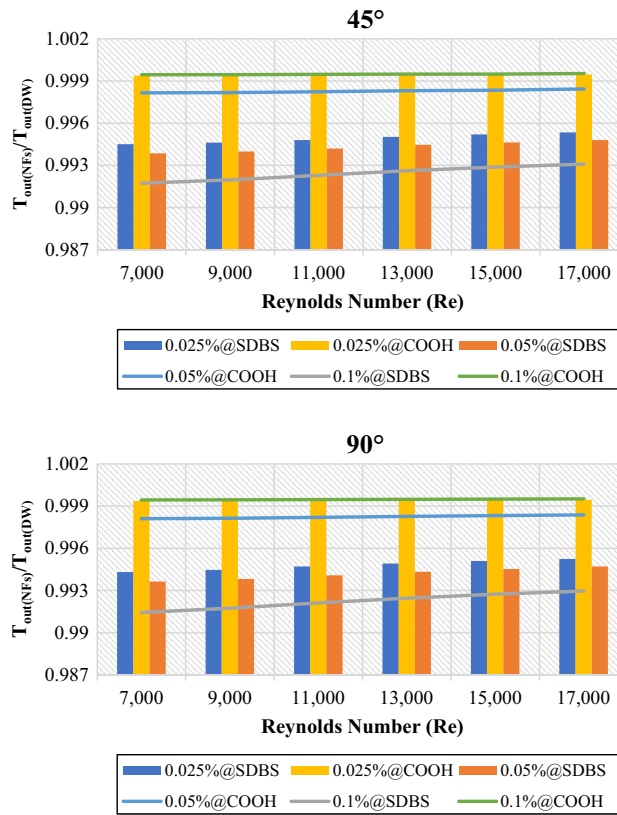 45°
1.002
0.999
0.996
0.993
0.99
0.987
T_out(NFs)/T_out(DW)
7,000 9,000 11,000 13,000 15,000 17,000
Reynolds Number (Re)
0.025%@SDBS 0.025%@COOH 0.05%@SDBS
0.05%@COOH 0.1%@SDBS 0.1%@COOH
90°
1.002
0.999
0.996
0.993
0.99
0.987
T_out(NFs)/T_out(DW)
7,000 9,000 11,000 13,000 15,000 17,000
Reynolds Number (Re)
0.025%@SDBS 0.025%@COOH 0.05%@SDBS
0.05%@COOH 0.1%@SDBS 0.1%@COOH